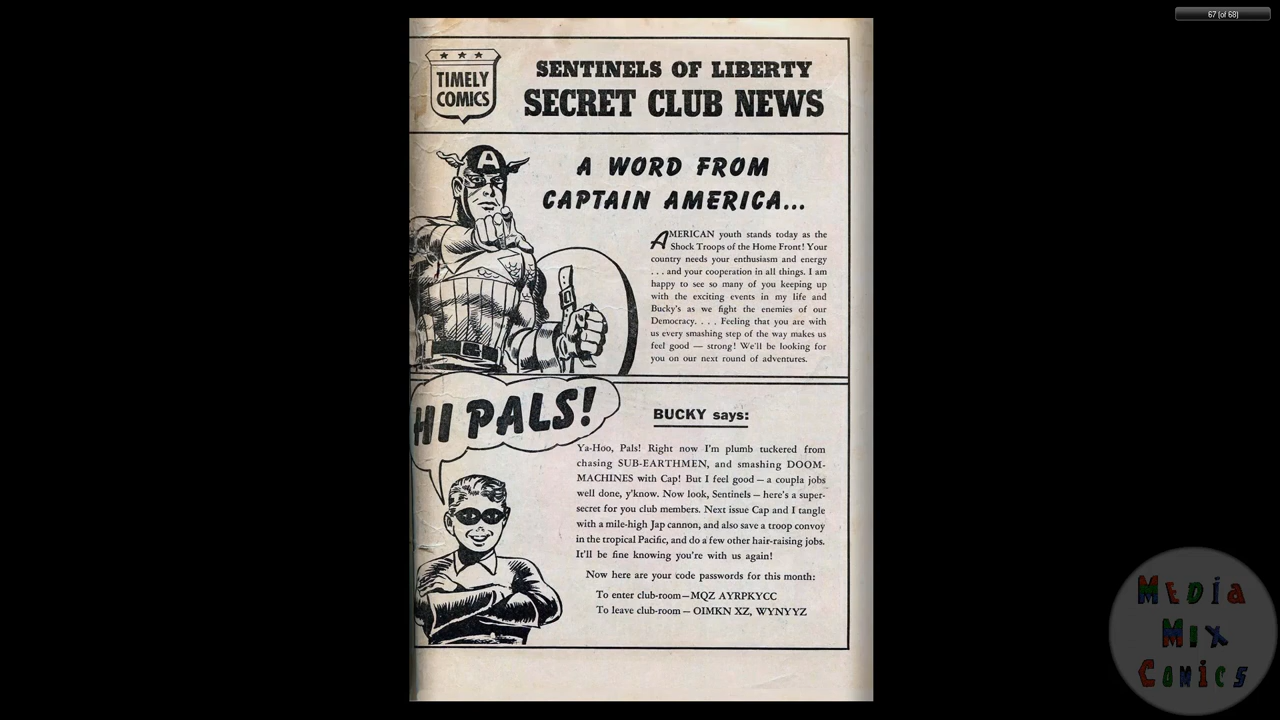 67 (of 68)
TIMELY
COMICS
SENTINELS OF LIBERTY
SECRET CLUB NEWS
A WORD FROM
CAPTAIN AMERICA...
A
AMERICAN youth stands today as the
Shock Troops of the Home Front! Your
country needs your enthusiasm and energy
. . . and your cooperation in all things. I am
happy to see so many of you keeping up
with the exciting events in my life and
Bucky's as we fight the enemies of our
Democracy. . . . Feeling that you are with
us every smashing step of the way makes us
feel good — strong! We'll be looking for
you on our next round of adventures.
HI PALS!
BUCKY says:
Ya-Hoo, Pals! Right now I'm plumb tuckered from
chasing SUB-EARTHMEN, and smashing DOOM-
MACHINES with Cap! But I feel good — a coupla jobs
well done, y'know. Now look, Sentinels — here's a super-
secret for you club members. Next issue Cap and I tangle
with a mile-high Jap cannon, and also save a troop convoy
in the tropical Pacific, and do a few other hair-raising jobs.
It'll be fine knowing you're with us again!
Now here are your code passwords for this month:
To enter club-room—MQZ AYRPKYCC
To leave club-room — OIMKN XZ, WYNYYZ
MEDIA
MIX
COMICS